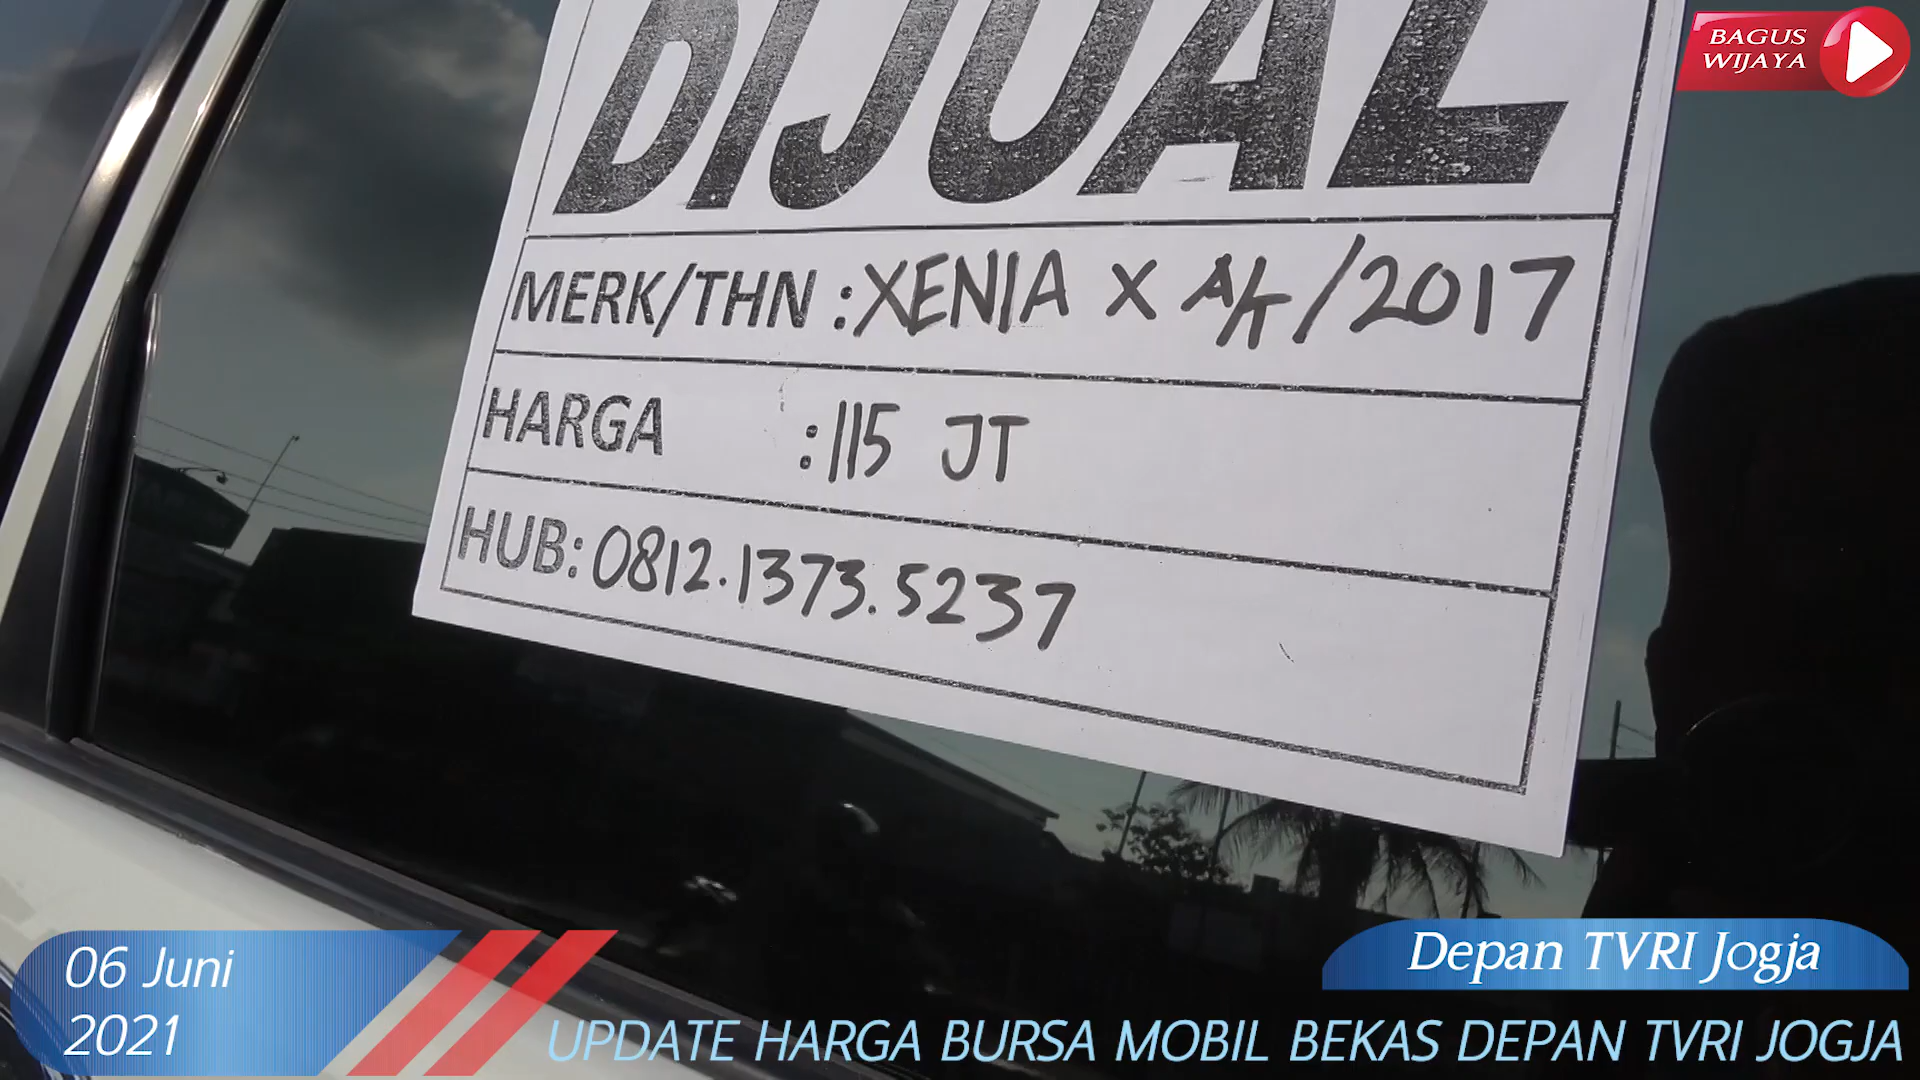 DIJUAL
BAGUS
WIJAYA
MERK/THN : XENIA X A/T/2017
HARGA : 115 JT
HUB: 0812.1373.5237
06 Juni
2021
Depan TVRI Jogja
UPDATE HARGA BURSA MOBIL BEKAS DEPAN TVRI JOGJA